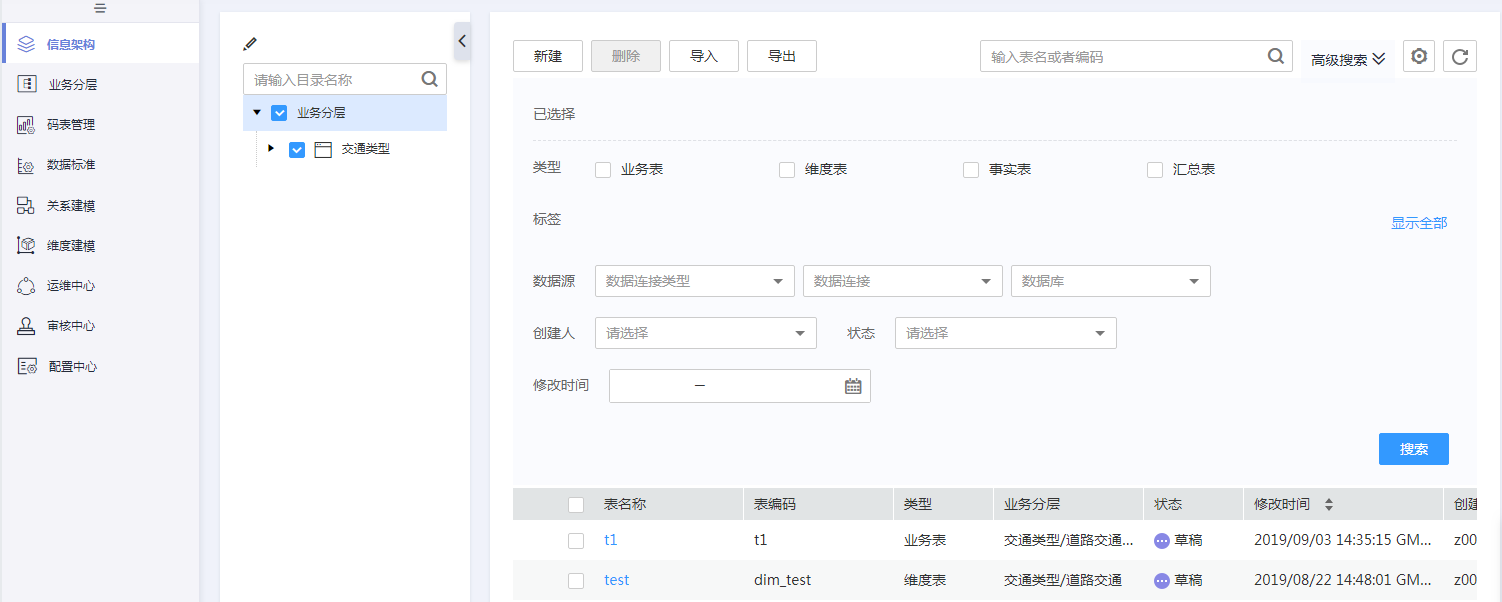 信息架构
业务分层
码表管理
数据标准
关系建模
维度建模
运维中心
审核中心
配置中心
请输入目录名称
业务分层
交通类型
新建 删除 导入 导出 输入表名或者编码 高级搜索
已选择
类型 业务表 维度表 事实表 汇总表
标签 显示全部
数据源 数据连接类型 数据连接 数据库
创建人 请选择 状态 请选择
修改时间 —
搜索
表名称 表编码 类型 业务分层 状态 修改时间 创建
t1 t1 业务表 交通类型/道路交通... 草稿 2019/09/03 14:35:15 GM... z00
test dim_test 维度表 交通类型/道路交通 草稿 2019/08/22 14:48:01 GM... z00